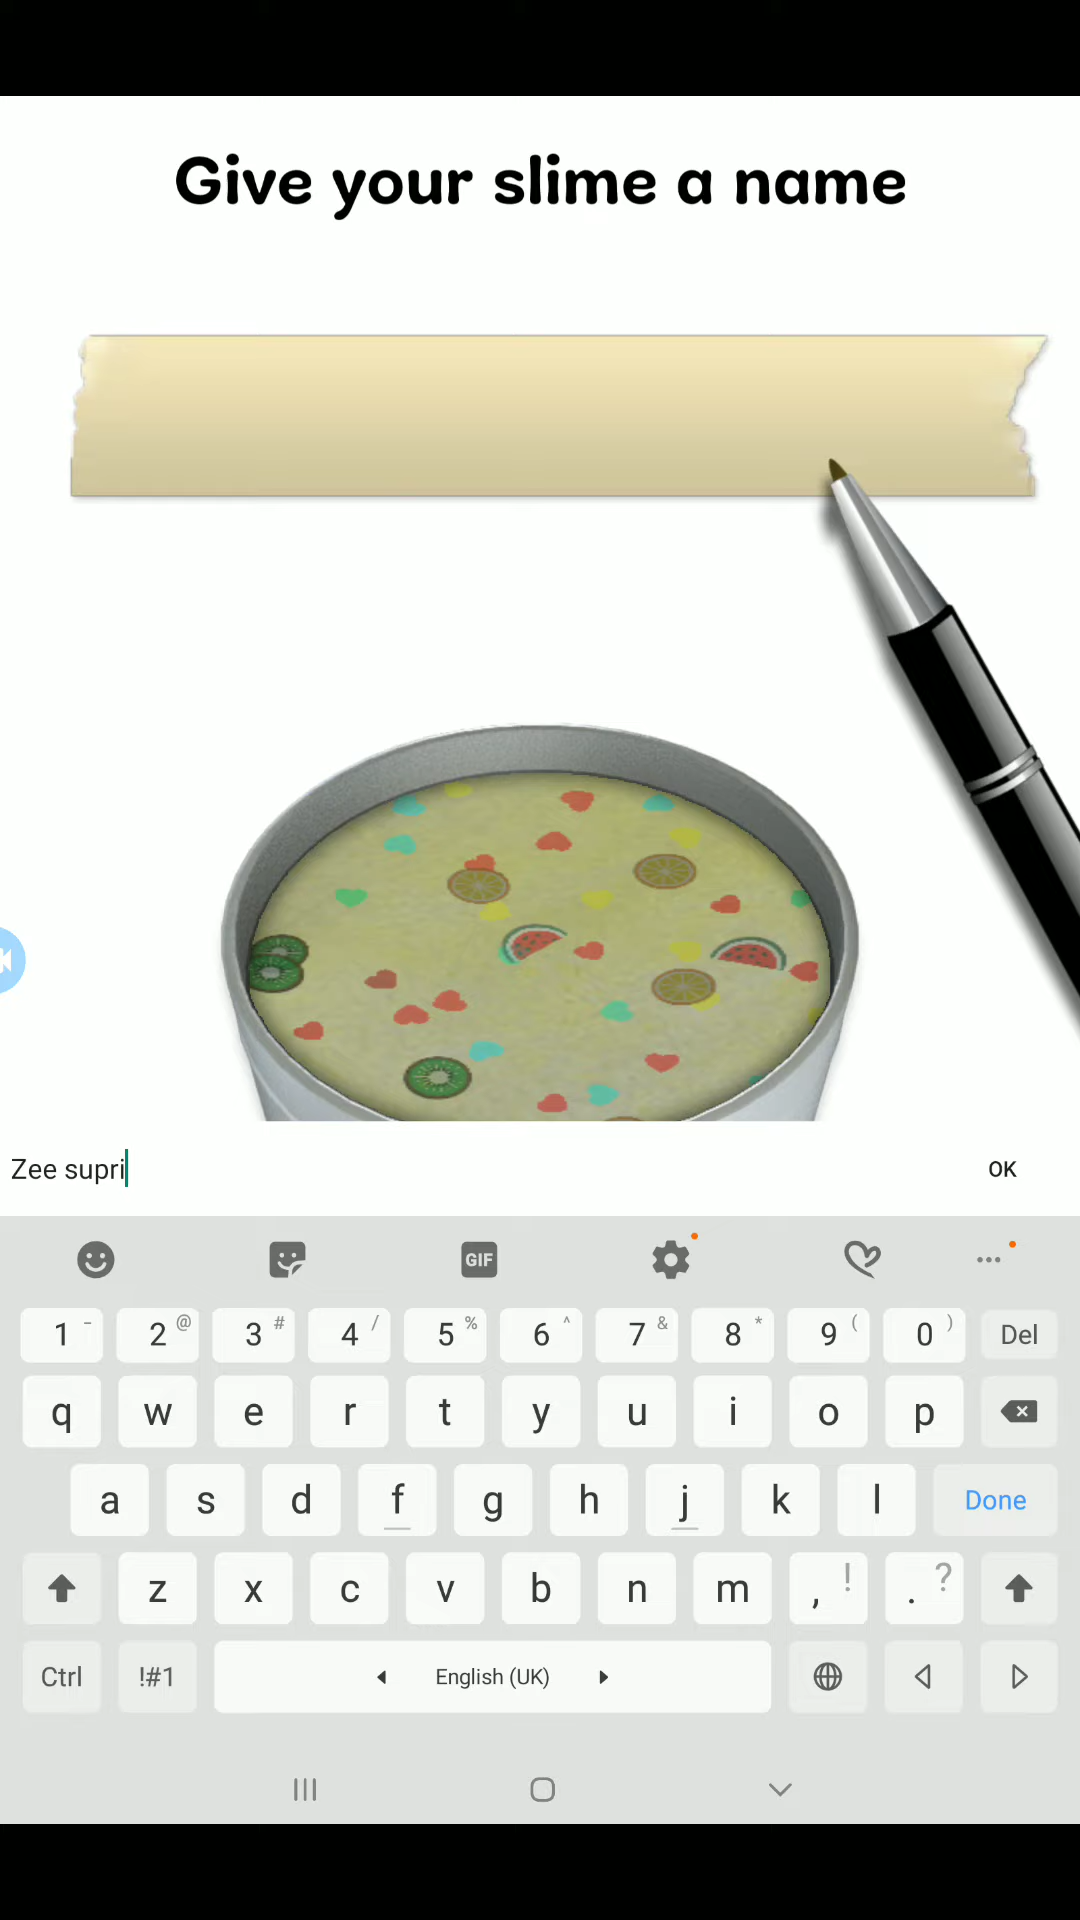 Give your slime a name
Zee supri
OK
GIF
1 - 2 @ 3 # 4 / 5 % 6 ^ 7 & 8 * 9 ( 0 ) Del
q w e r t y u i o p
a s d f g h j k l Done
z x c v b n m , ! . ?
Ctrl !#1 English (UK)